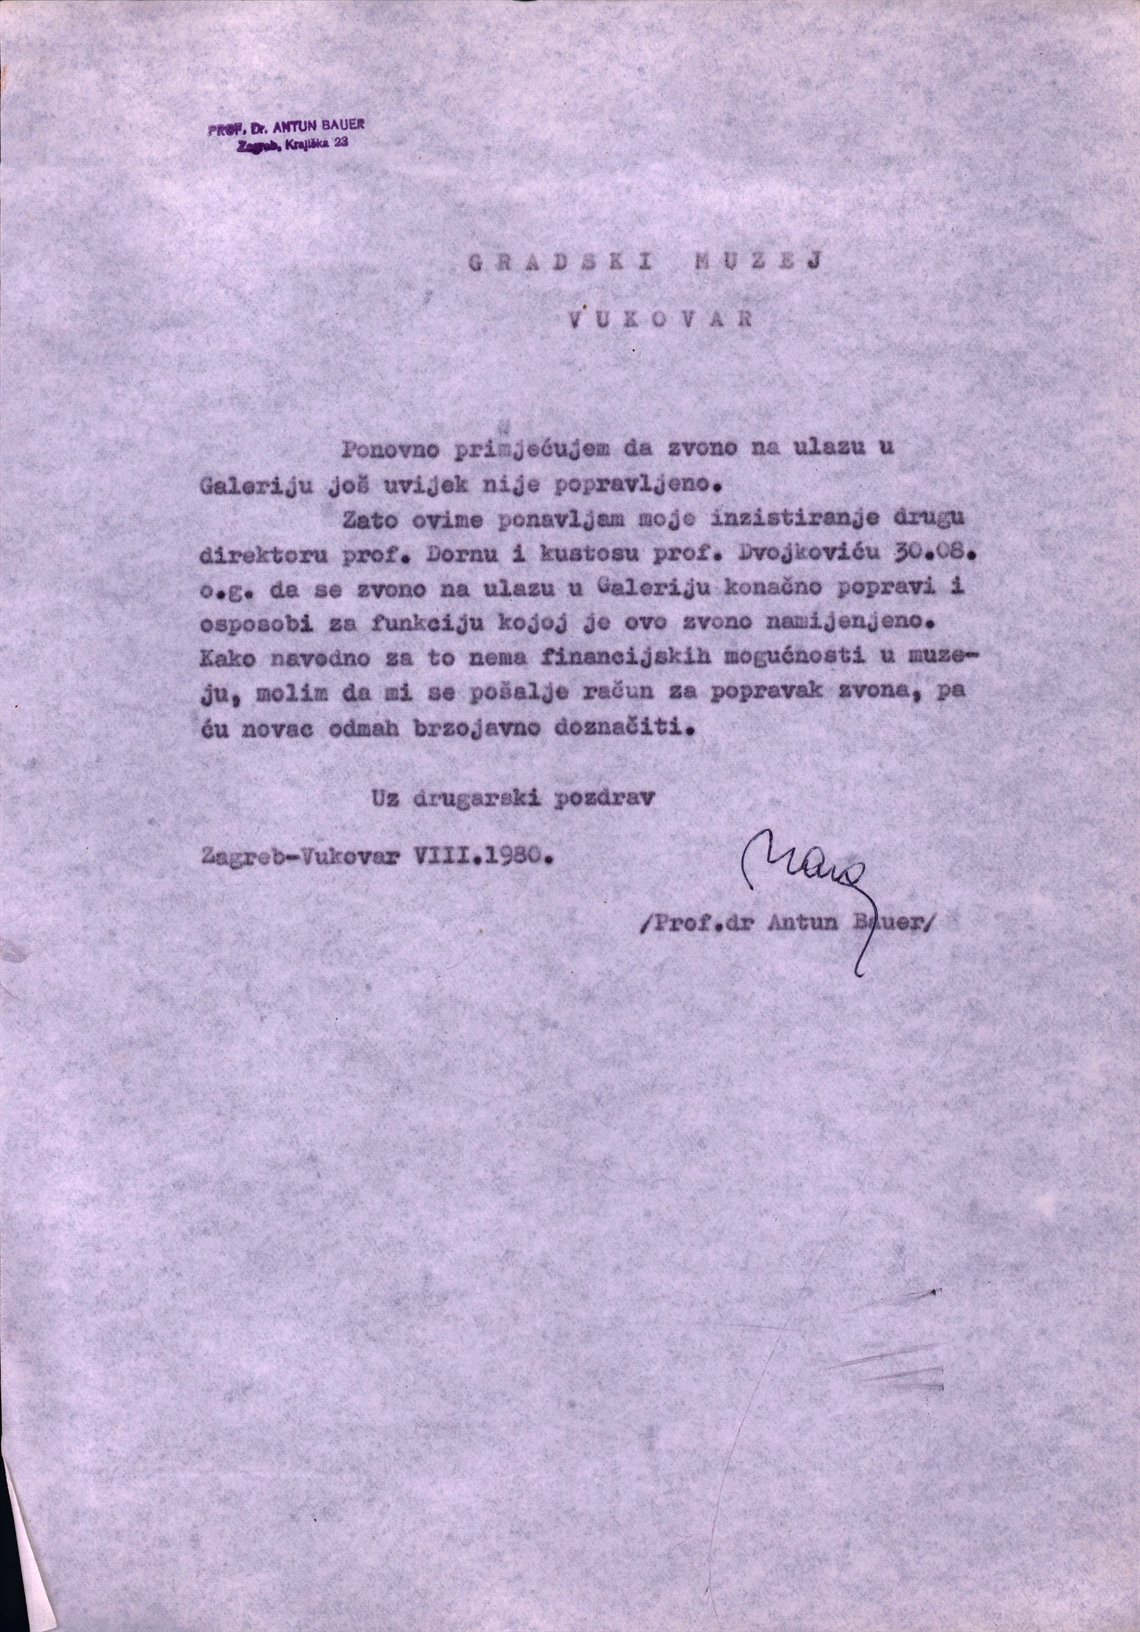 PROF. Dr. ANTUN BAUER
Zagreb, Krajiška 23
GRADSKI MUZEJ
VUKOVAR
Ponovno primjećujem da zvono na ulazu u
Galeriju još uvijek nije popravljeno.
Zato ovime ponavljam moje inzistiranje drugu
direktoru prof. Dornu i kustosu prof. Dvojkoviću 30.08.
o.g. da se zvono na ulazu u Galeriju konačno popravi i
osposobi za funkciju kojoj je ovo zvono namijenjeno.
Kako navodno za to nema financijskih mogućnosti u muze-
ju, molim da mi se pošalje račun za popravak zvona, pa
ću novac odmah brzojavno doznačiti.
Uz drugarski pozdrav
Zagreb-Vukovar VIII.1980.
/Prof.dr Antun Bauer/